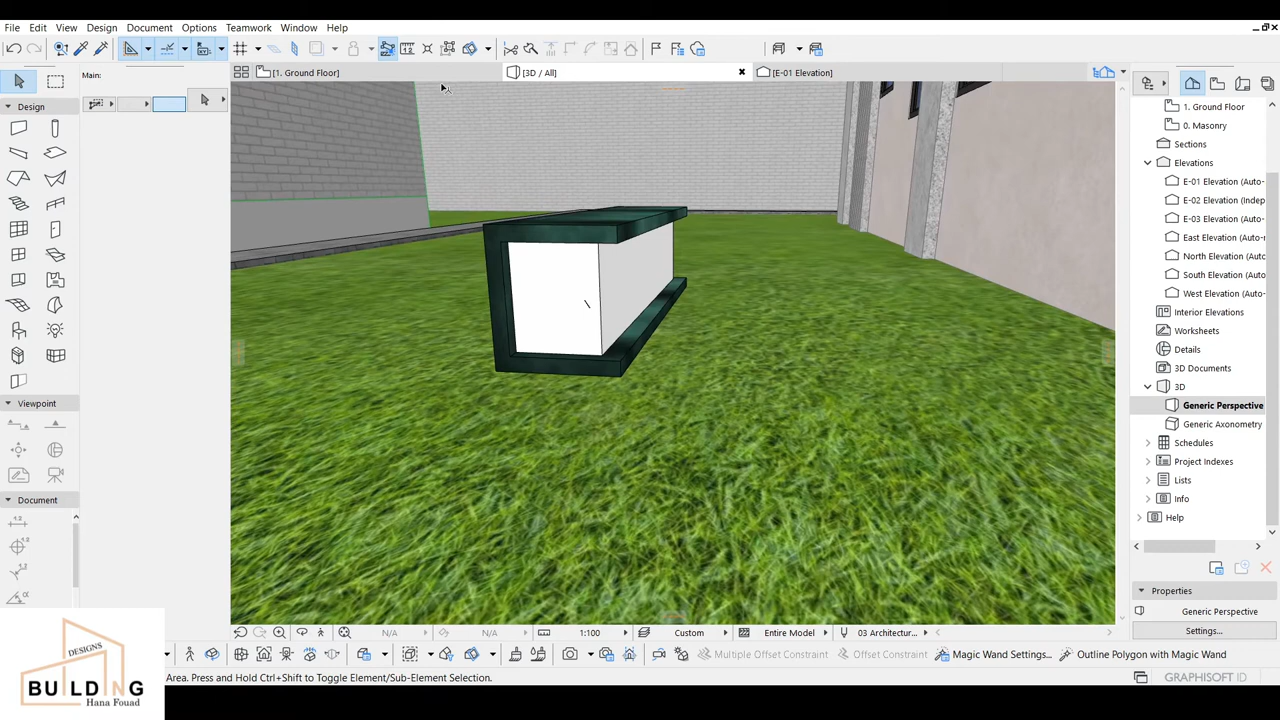 File Edit View Design Document Options Teamwork Window Help
[1. Ground Floor] [3D / All] [E-01 Elevation]
Main:
Design
Viewpoint
Document
1. Ground Floor
0. Masonry
Sections
Elevations
E-01 Elevation (Auto-
E-02 Elevation (Indep
E-03 Elevation (Auto-
East Elevation (Auto-
North Elevation (Auto-
South Elevation (Auto-
West Elevation (Auto-
Interior Elevations
Worksheets
Details
3D Documents
3D
Generic Perspective
Generic Axonometry
Schedules
Project Indexes
Lists
Info
Help
Properties
Generic Perspective
Settings...
N/A N/A 1:100 Custom Entire Model 03 Architectur...
Multiple Offset Constraint Offset Constraint Magic Wand Settings... Outline Polygon with Magic Wand
Area. Press and Hold Ctrl+Shift to Toggle Element/Sub-Element Selection.
GRAPHISOFT ID
DESIGNS
BUILDING
Hana Fouad